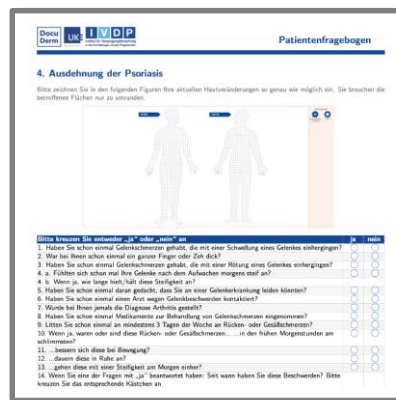 Docu
Derm
UK
IVDP
Patientenfragebogen
4. Ausdehnung der Psoriasis
Bitte zeichnen Sie in den folgenden Figuren Ihre aktuellen Hautveränderungen so genau wie möglich ein. Sie brauchen die
betroffenen Flächen nur zu umranden.
Bitte kreuzen Sie entweder „ja" oder „nein" an ja nein
1. Haben Sie schon einmal Gelenkschmerzen gehabt, die mit einer Schwellung eines Gelenkes einhergingen?
2. War bei Ihnen schon einmal ein ganzer Finger oder Zeh dick?
3. Haben Sie schon einmal Gelenkschmerzen gehabt, die mit einer Rötung eines Gelenkes einhergingen?
4. a. Fühlten sich schon mal Ihre Gelenke nach dem Aufwachen morgens steif an?
4. b. Wenn ja, wie lange hielt/hält diese Steifigkeit an?
5. Haben Sie schon einmal daran gedacht, dass Sie an einer Gelenkerkrankung leiden könnten?
6. Haben Sie schon einmal einen Arzt wegen Gelenkbeschwerden kontaktiert?
7. Wurde bei Ihnen jemals die Diagnose Arthritis gestellt?
8. Haben Sie schon einmal Medikamente zur Behandlung von Gelenkschmerzen eingenommen?
9. Litten Sie schon einmal an mindestens 3 Tagen der Woche an Rücken- oder Gesäßschmerzen?
10. Wenn ja, waren oder sind diese Rücken- oder Gesäßschmerzen... ...in den frühen Morgenstunden am
schlimmsten?
11. ...bessern sich diese bei Bewegung?
12. ...dauern diese in Ruhe an?
13. ...gehen diese mit einer Steifigkeit am Morgen einher?
14. Wenn Sie eine der Fragen mit „ja" beantwortet haben: Seit wann haben Sie diese Beschwerden? Bitte
kreuzen Sie das entsprechende Kästchen an